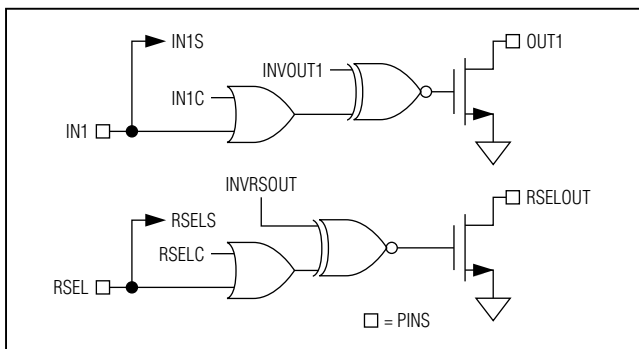 IN1S
OUT1
INVOUT1
IN1C
IN1
INVRSOUT
RSELOUT
RSELS
RSELC
RSEL
= PINS